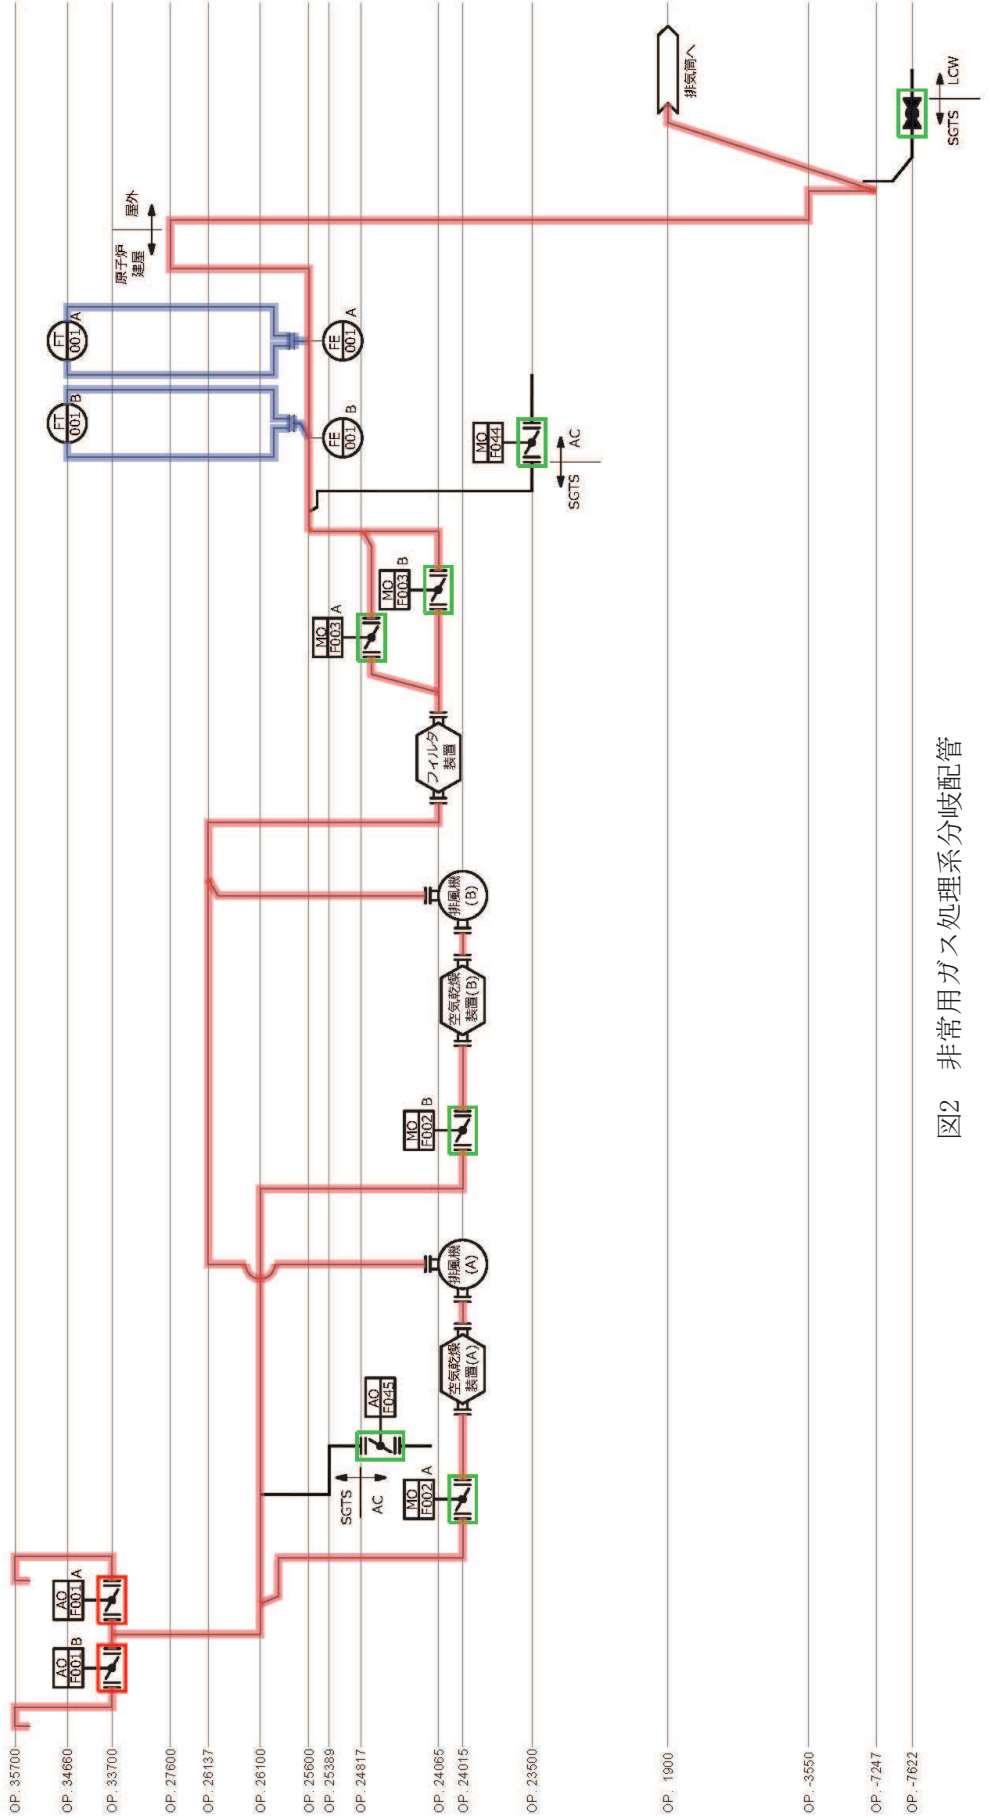 OP. 35700
OP. 34660
OP. 33700
OP. 27600
OP. 26137
OP. 26100
OP. 25600
OP. 25389
OP. 24817
OP. 24065
OP. 24015
OP. 23500
OP. 1900
OP. -3550
OP. -7247
OP. -7622
AO
F001
B
AO
F001
A
SGTS
AC
AO
F045
MO
F002
A
空気乾燥
装置(A)
排風機
(A)
MO
F002
B
空気乾燥
装置(B)
排風機
(B)
フィルタ
装置
MO
F003
A
MO
F003
B
SGTS
AC
MO
F044
FT
001
B
FT
001
A
FE
001
B
FE
001
A
原子炉
建屋
屋外
排気筒へ
SGTS
LCW
図2 非常用ガス処理系分岐配管